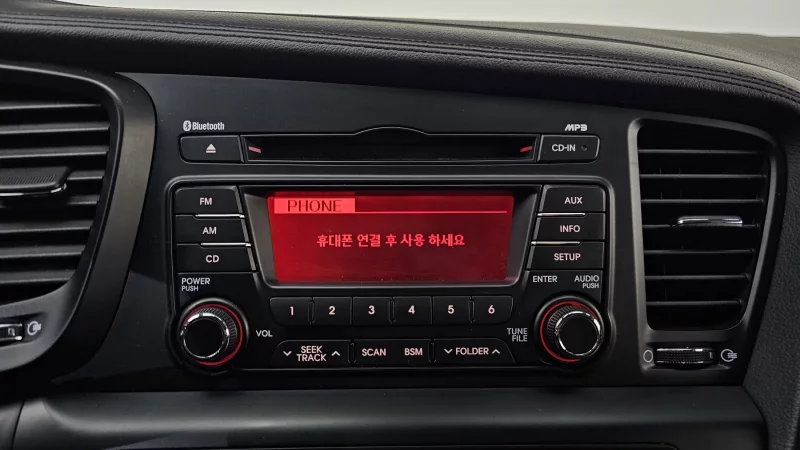 Bluetooth
MP3
CD-IN
FM
AM
CD
PHONE
휴대폰 연결 후 사용 하세요
AUX
INFO
SETUP
POWER
PUSH
ENTER
AUDIO
PUSH
1 2 3 4 5 6
VOL
TUNE
FILE
SEEK
TRACK
SCAN
BSM
FOLDER